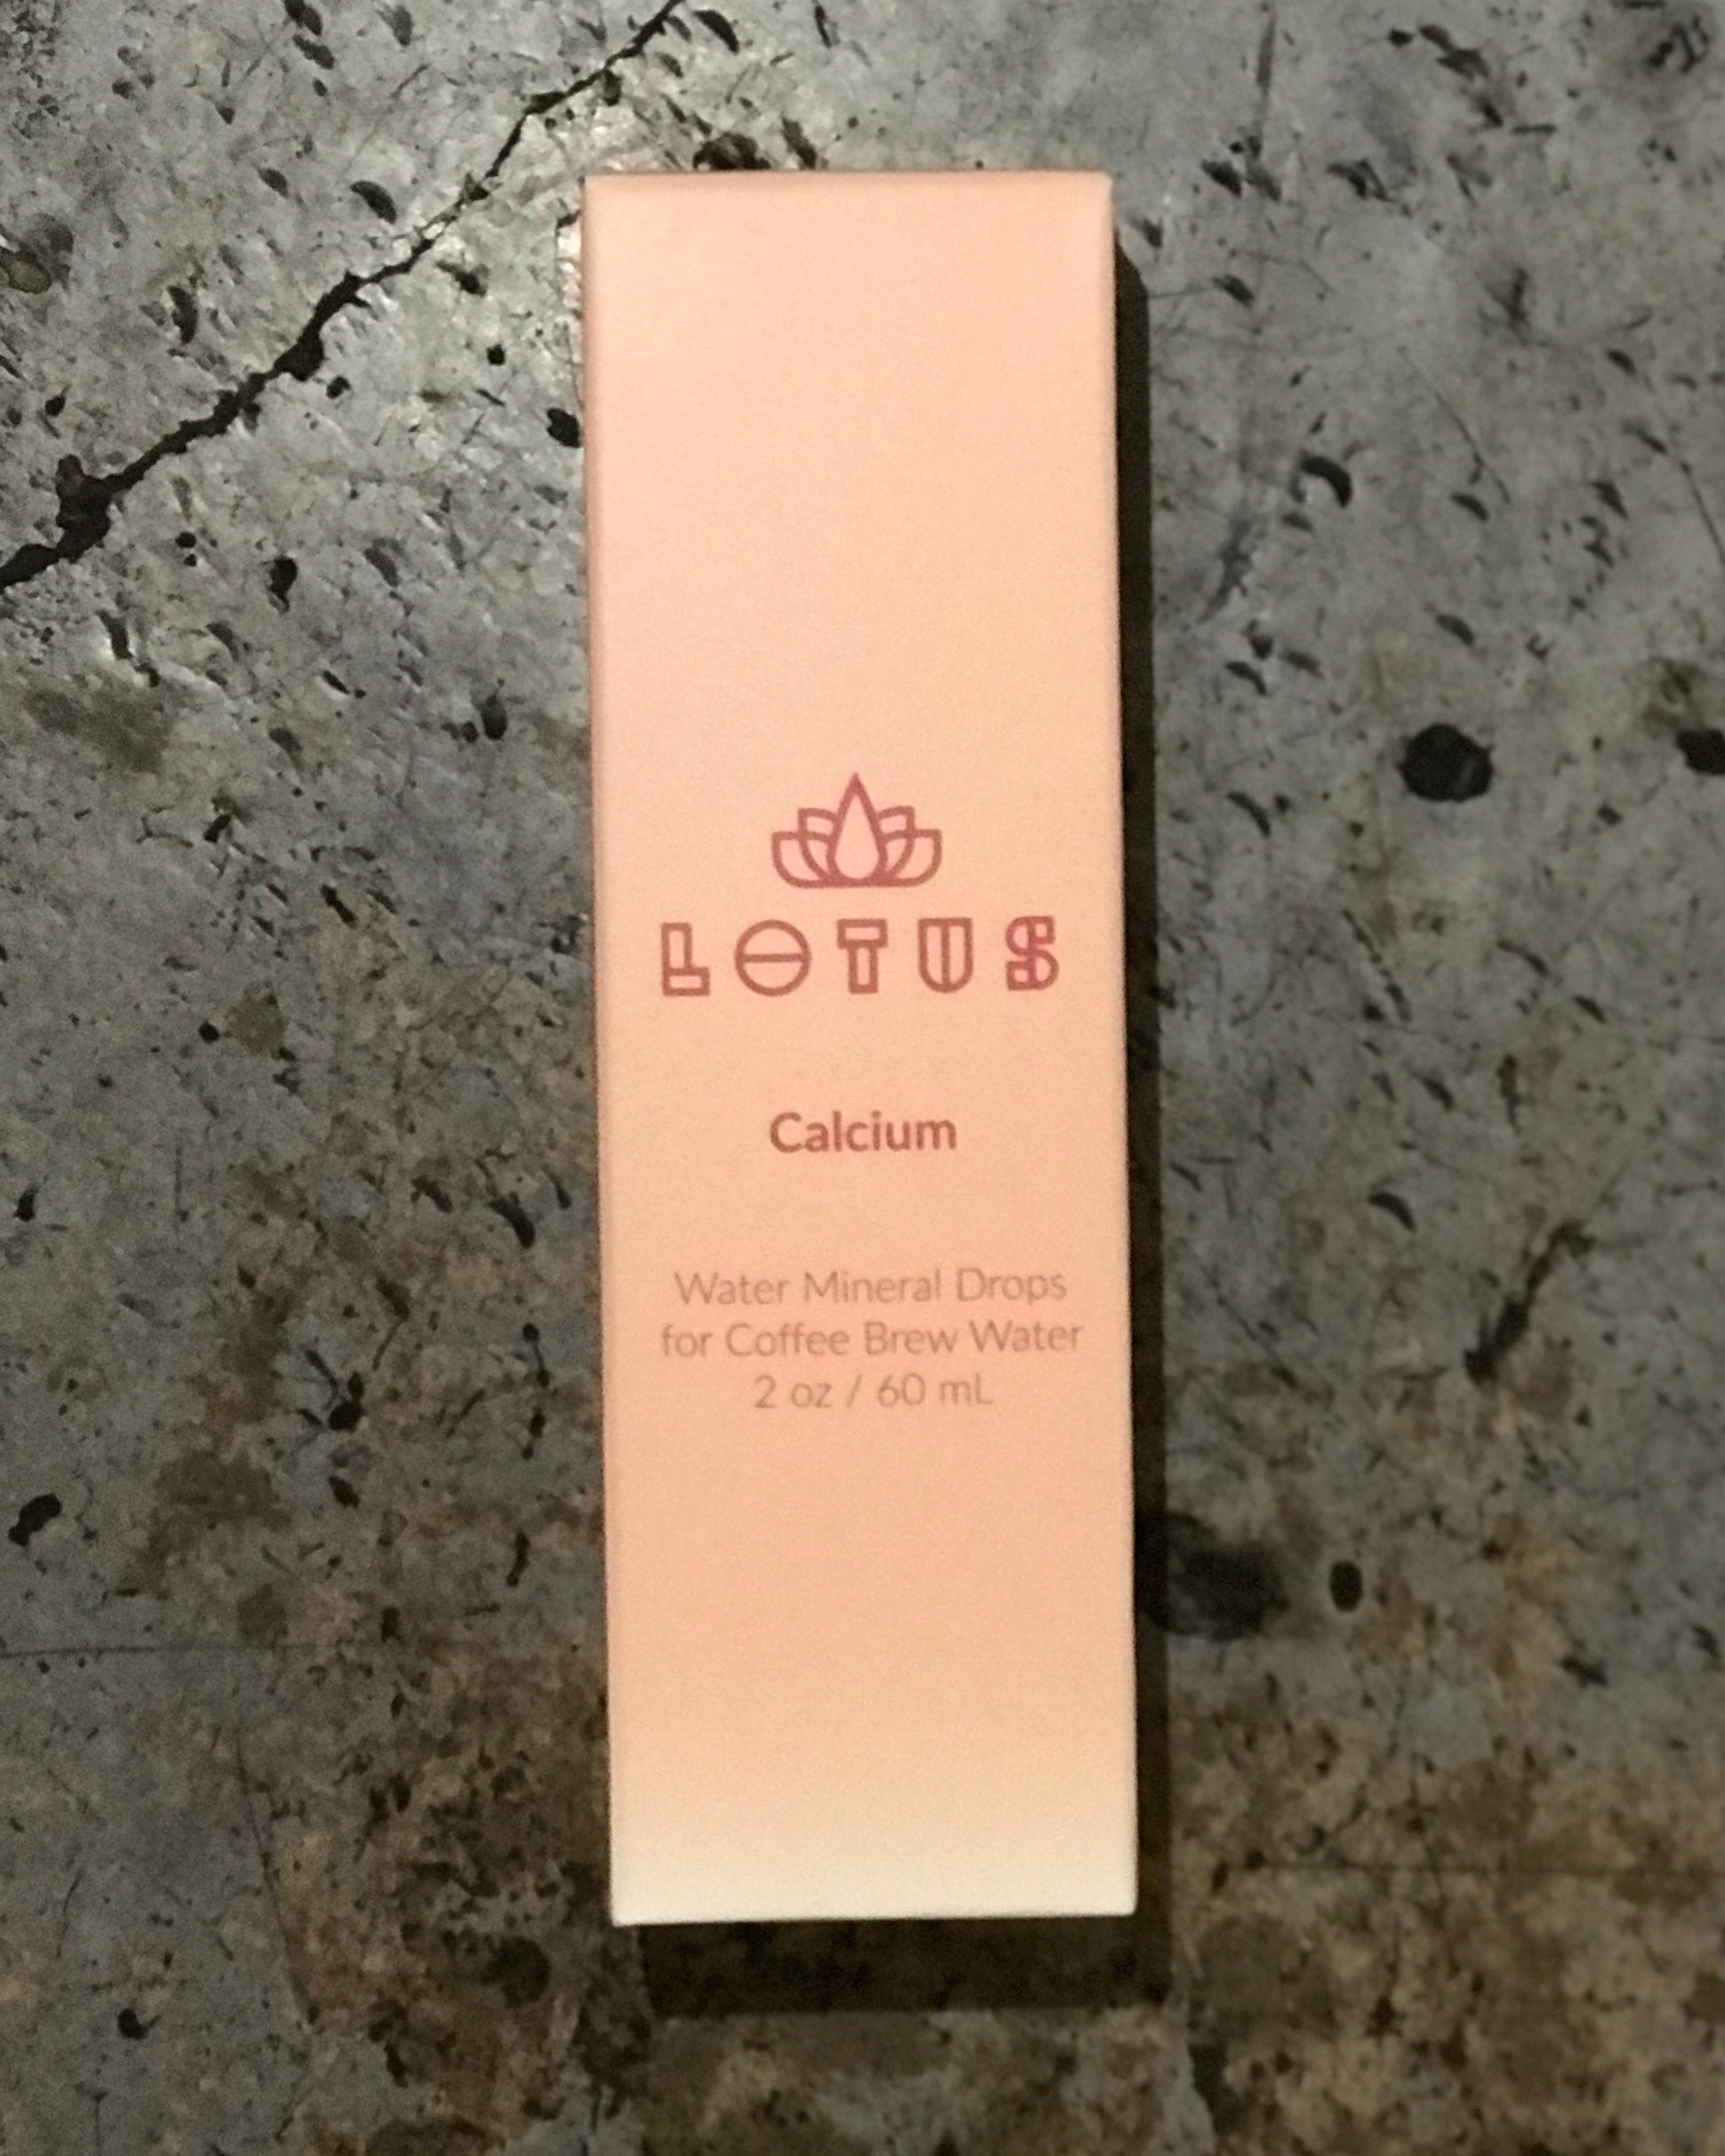 LOTUS
Calcium
Water Mineral Drops
for Coffee Brew Water
2 oz / 60 mL